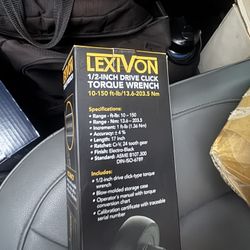 LEXIVON
1/2-INCH DRIVE CLICK
TORQUE WRENCH
10-150 ft-lb/13.6-203.5 Nm
Specifications:
• Range - ft-lb: 10 - 150
• Range - Nm: 13.6 - 203.5
• Increment: 1 ft-lb (1.36 Nm)
• Accuracy: ± 4%
• Length: 17 inch
• Ratchet: Cr-V, 24 tooth gear
• Finish: Electro-Black
• Standard: ASME B107.300
DIN-ISO-6789
Includes:
• 1/2-inch drive click-type torque
wrench
• Blow-molded storage case
• Operator's manual with torque
conversion chart
• Calibration certificate with traceable
serial number